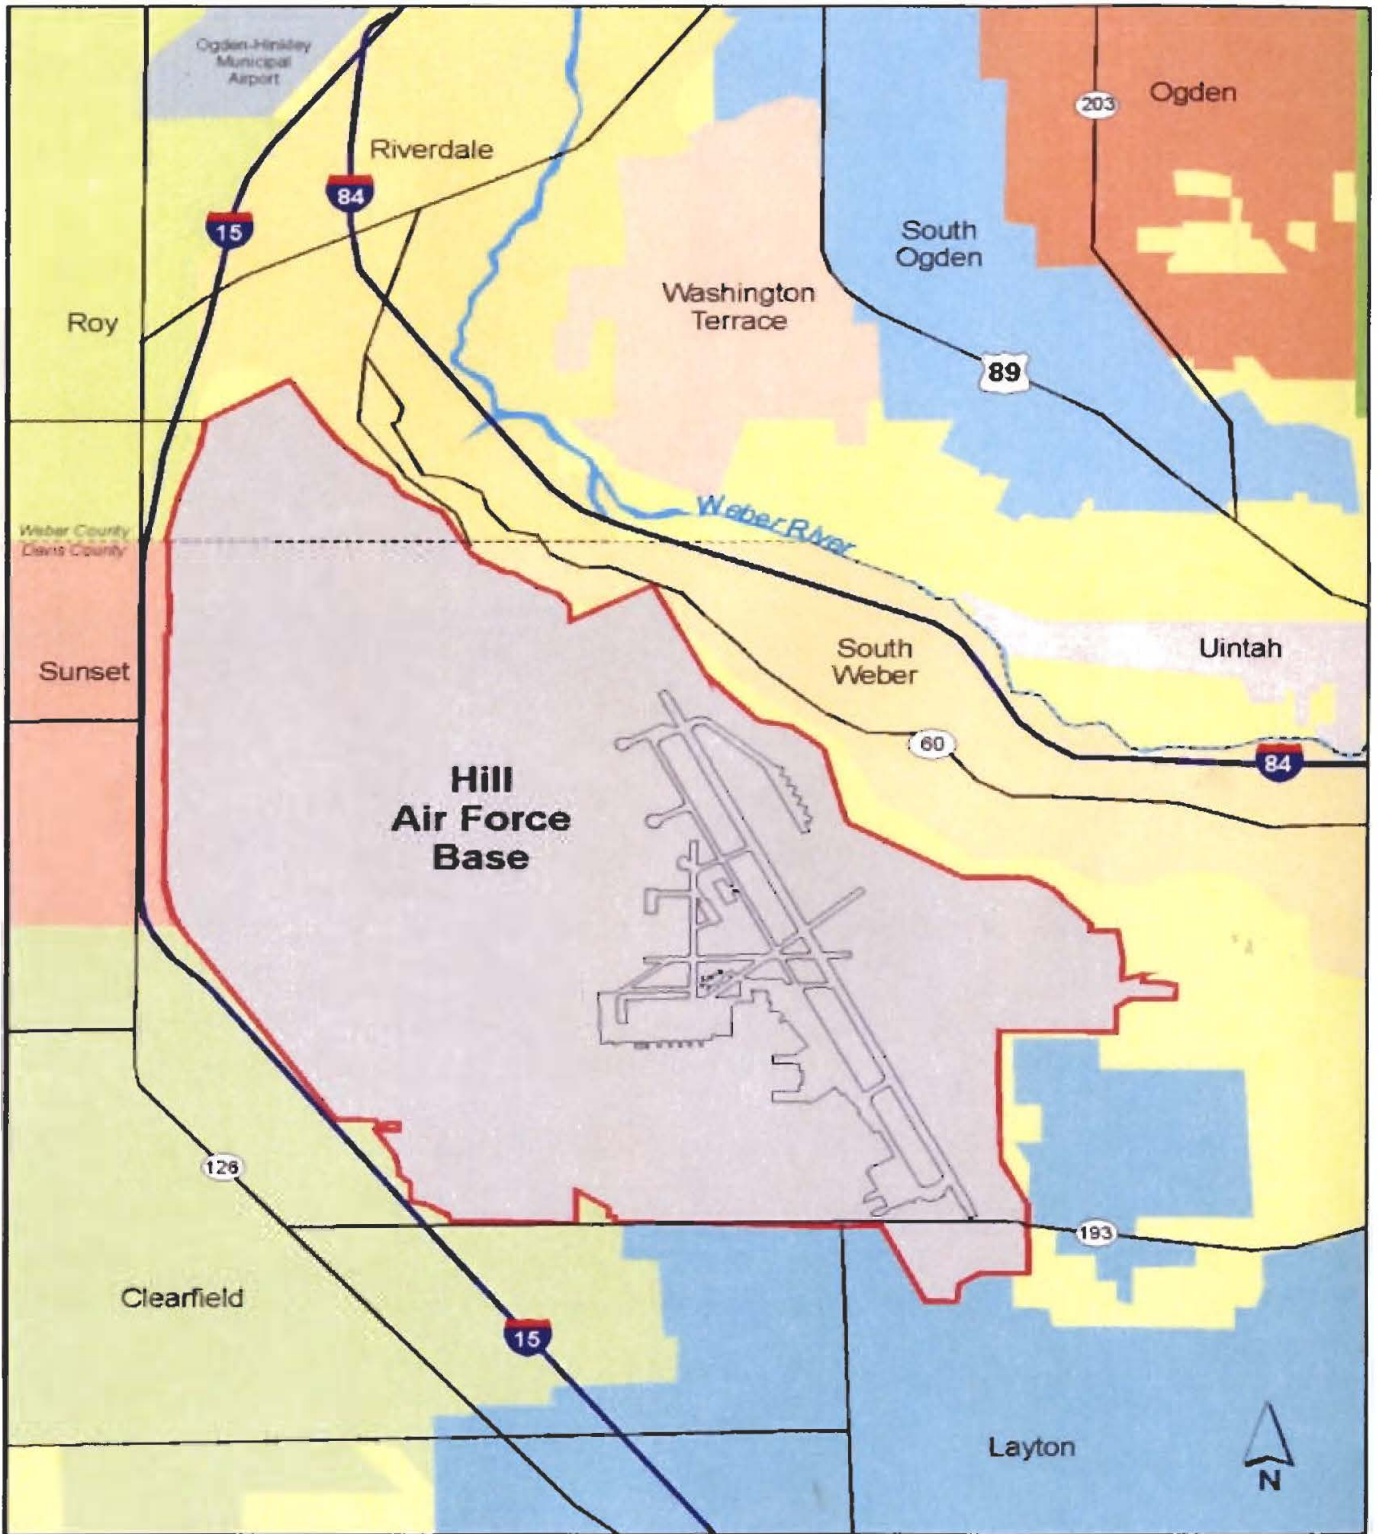 Ogden-Hinkley
Municipal
Airport
203
Ogden
Riverdale
84
15
South
Ogden
Washington
Terrace
Roy
89
Weber River
Weber County
Davis County
South
Weber
Uintah
Sunset
60
84
Hill
Air Force
Base
126
193
Clearfield
15
Layton
N